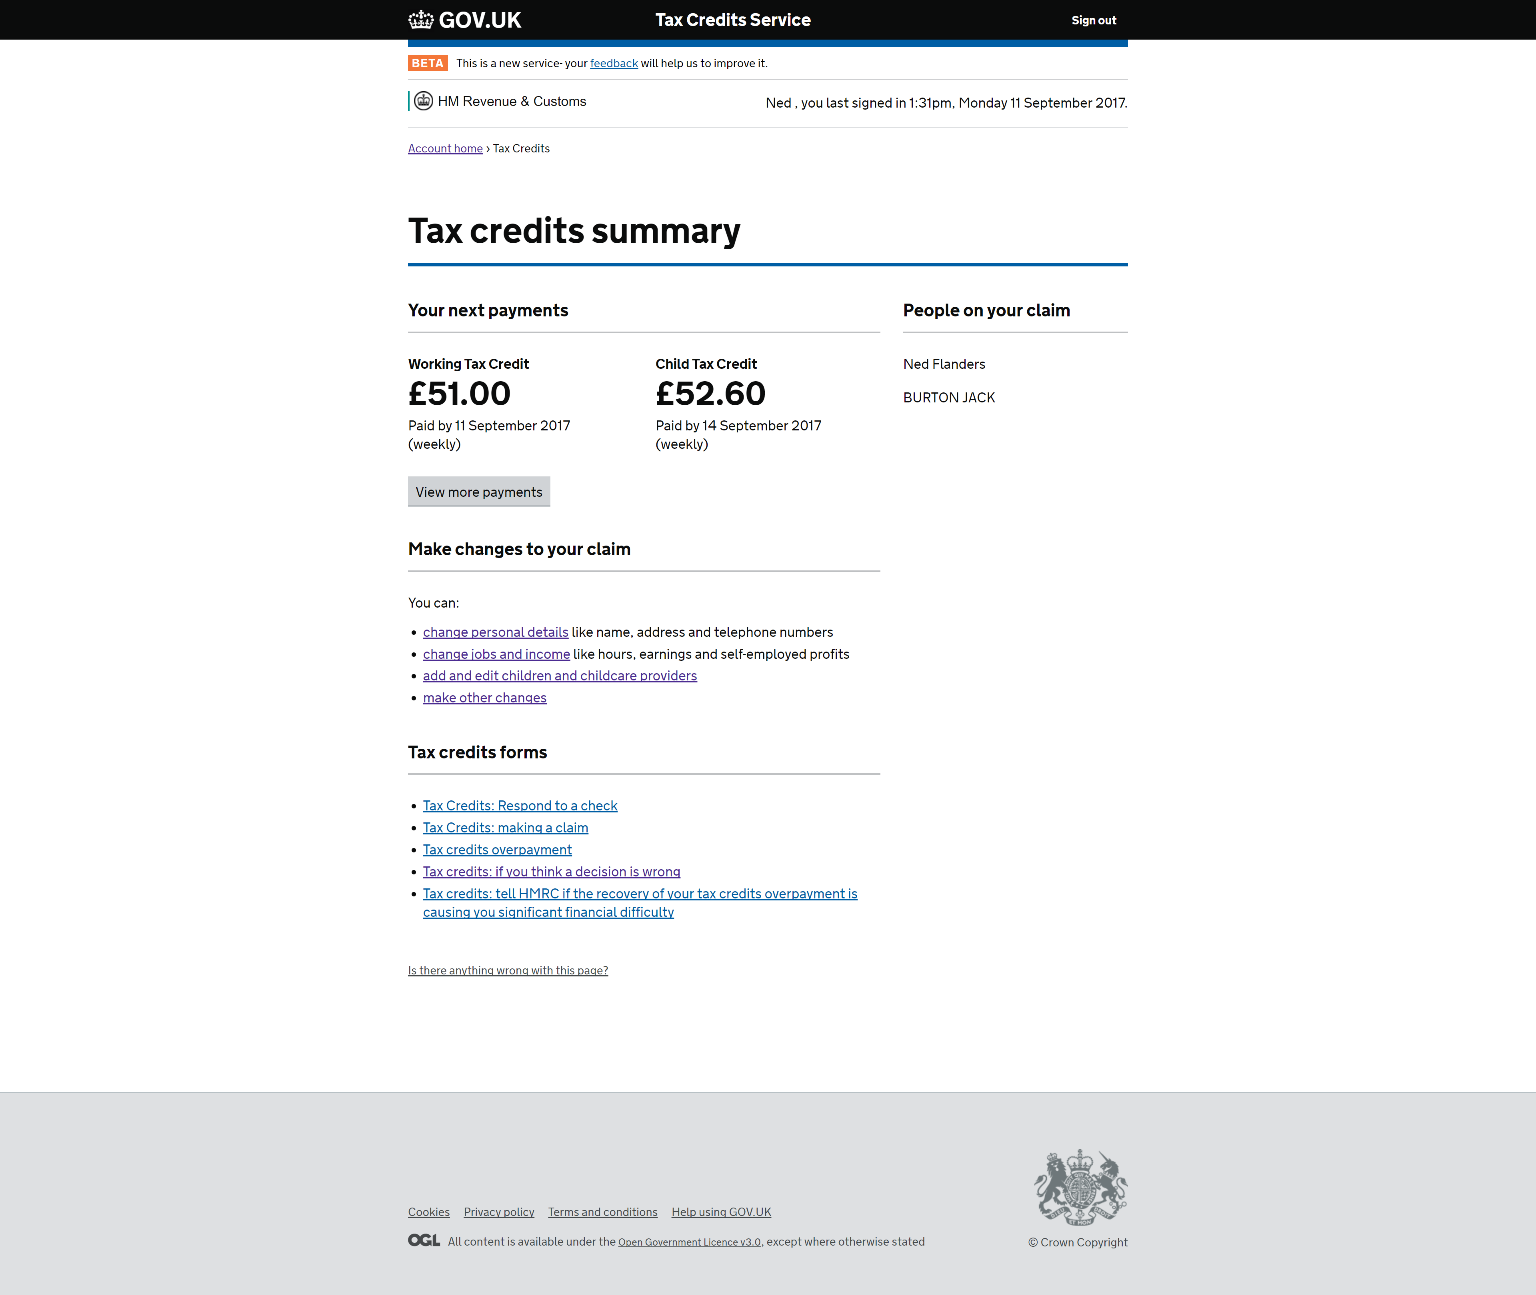 GOV.UK
Tax Credits Service
Sign out
BETA This is a new service- your feedback will help us to improve it.
HM Revenue & Customs
Ned , you last signed in 1:31pm, Monday 11 September 2017.
Account home › Tax Credits
Tax credits summary
Your next payments
Working Tax Credit
£51.00
Paid by 11 September 2017
(weekly)
Child Tax Credit
£52.60
Paid by 14 September 2017
(weekly)
View more payments
People on your claim
Ned Flanders
BURTON JACK
Make changes to your claim
You can:
• change personal details like name, address and telephone numbers
• change jobs and income like hours, earnings and self-employed profits
• add and edit children and childcare providers
• make other changes
Tax credits forms
• Tax Credits: Respond to a check
• Tax Credits: making a claim
• Tax credits overpayment
• Tax credits: if you think a decision is wrong
• Tax credits: tell HMRC if the recovery of your tax credits overpayment is
causing you significant financial difficulty
Is there anything wrong with this page?
Cookies Privacy policy Terms and conditions Help using GOV.UK
OGL All content is available under the Open Government Licence v3.0, except where otherwise stated
© Crown Copyright